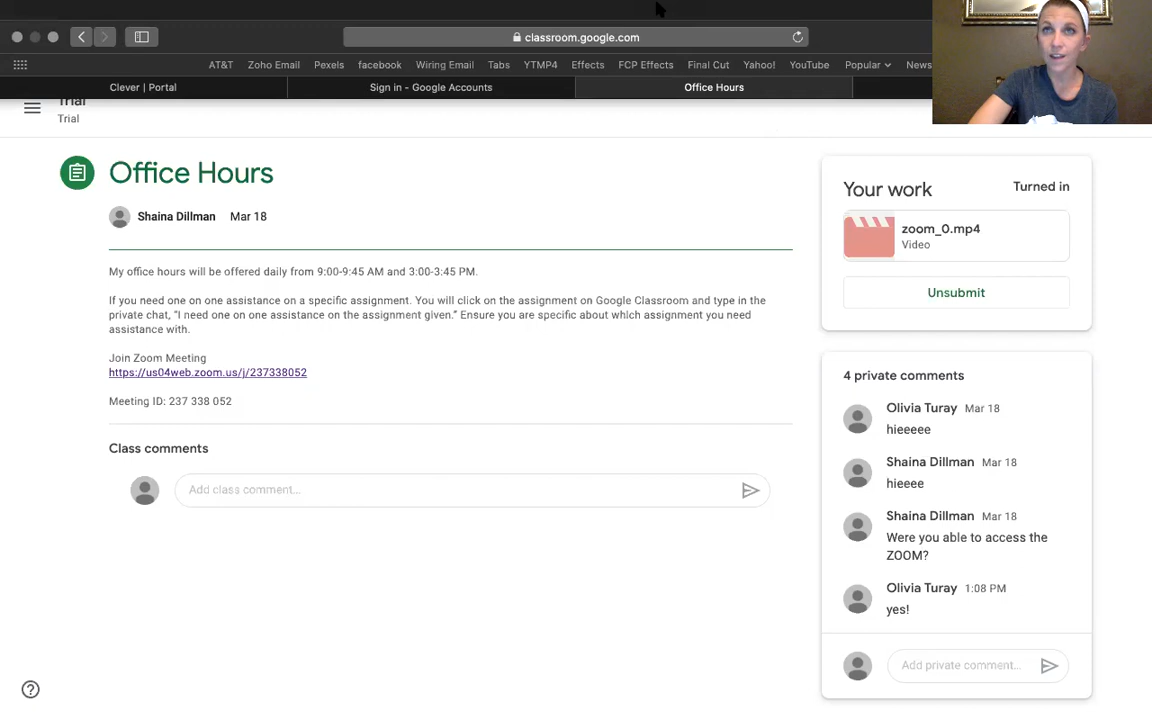 classroom.google.com
AT&T Zoho Email Pexels facebook Wiring Email Tabs YTMP4 Effects FCP Effects Final Cut Yahoo! YouTube Popular News
Clever | Portal Sign in - Google Accounts Office Hours
Trial
Trial
Office Hours
Shaina Dillman Mar 18
My office hours will be offered daily from 9:00-9:45 AM and 3:00-3:45 PM.
If you need one on one assistance on a specific assignment. You will click on the assignment on Google Classroom and type in the
private chat, "I need one on one assistance on the assignment given." Ensure you are specific about which assignment you need
assistance with.
Join Zoom Meeting
https://us04web.zoom.us/j/237338052
Meeting ID: 237 338 052
Class comments
Add class comment...
Your work Turned in
zoom_0.mp4
Video
Unsubmit
4 private comments
Olivia Turay Mar 18
hieeeee
Shaina Dillman Mar 18
hieeee
Shaina Dillman Mar 18
Were you able to access the
ZOOM?
Olivia Turay 1:08 PM
yes!
Add private comment...